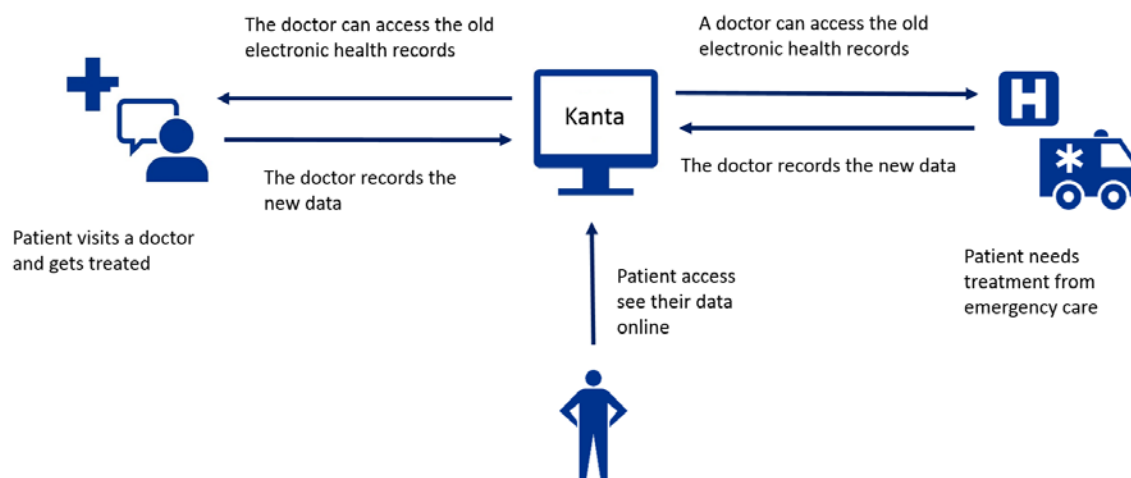 The doctor can access the old
electronic health records
A doctor can access the old
electronic health records
Kanta
H
The doctor records the
new data
The doctor records the new data
Patient visits a doctor
and gets treated
Patient needs
treatment from
emergency care
Patient access
see their data
online